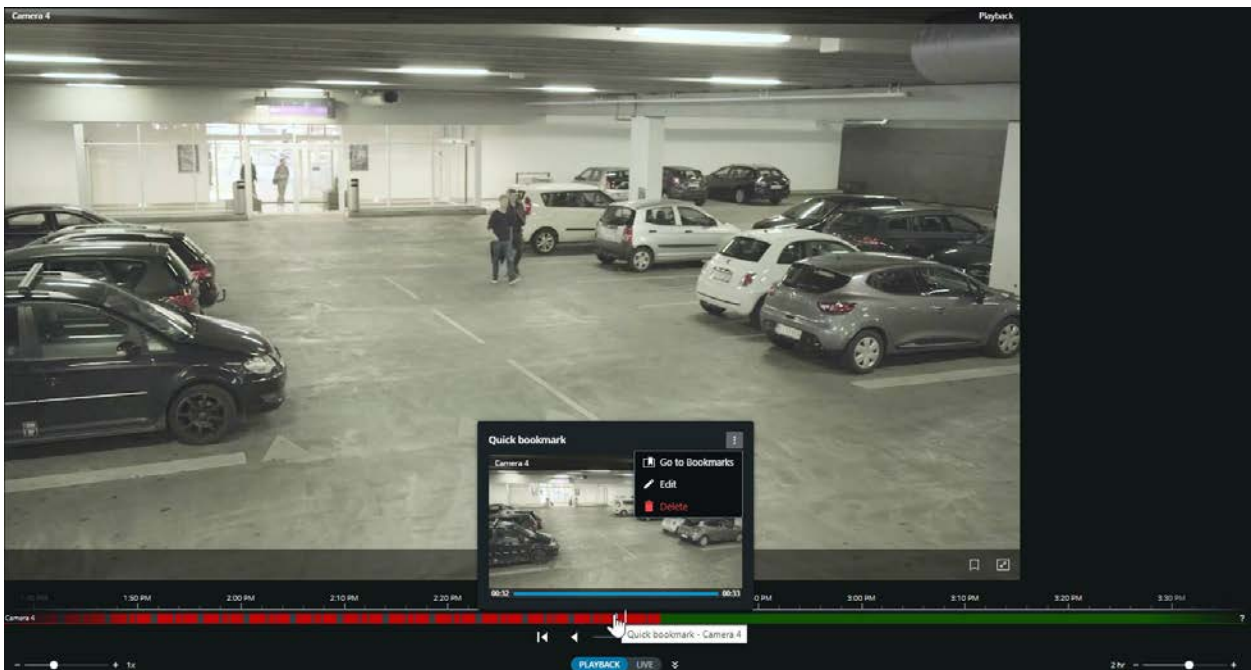 Camera 4
Playback
Quick bookmark
Camera 4
Go to Bookmarks
Edit
Delete
00:32
00:33
1:50 PM
2:00 PM
2:10 PM
2:20 PM
0 PM
3:00 PM
3:10 PM
3:20 PM
3:30 PM
Camera 4
?
Quick bookmark - Camera 4
- + 1x
PLAYBACK LIVE
2 hr - +